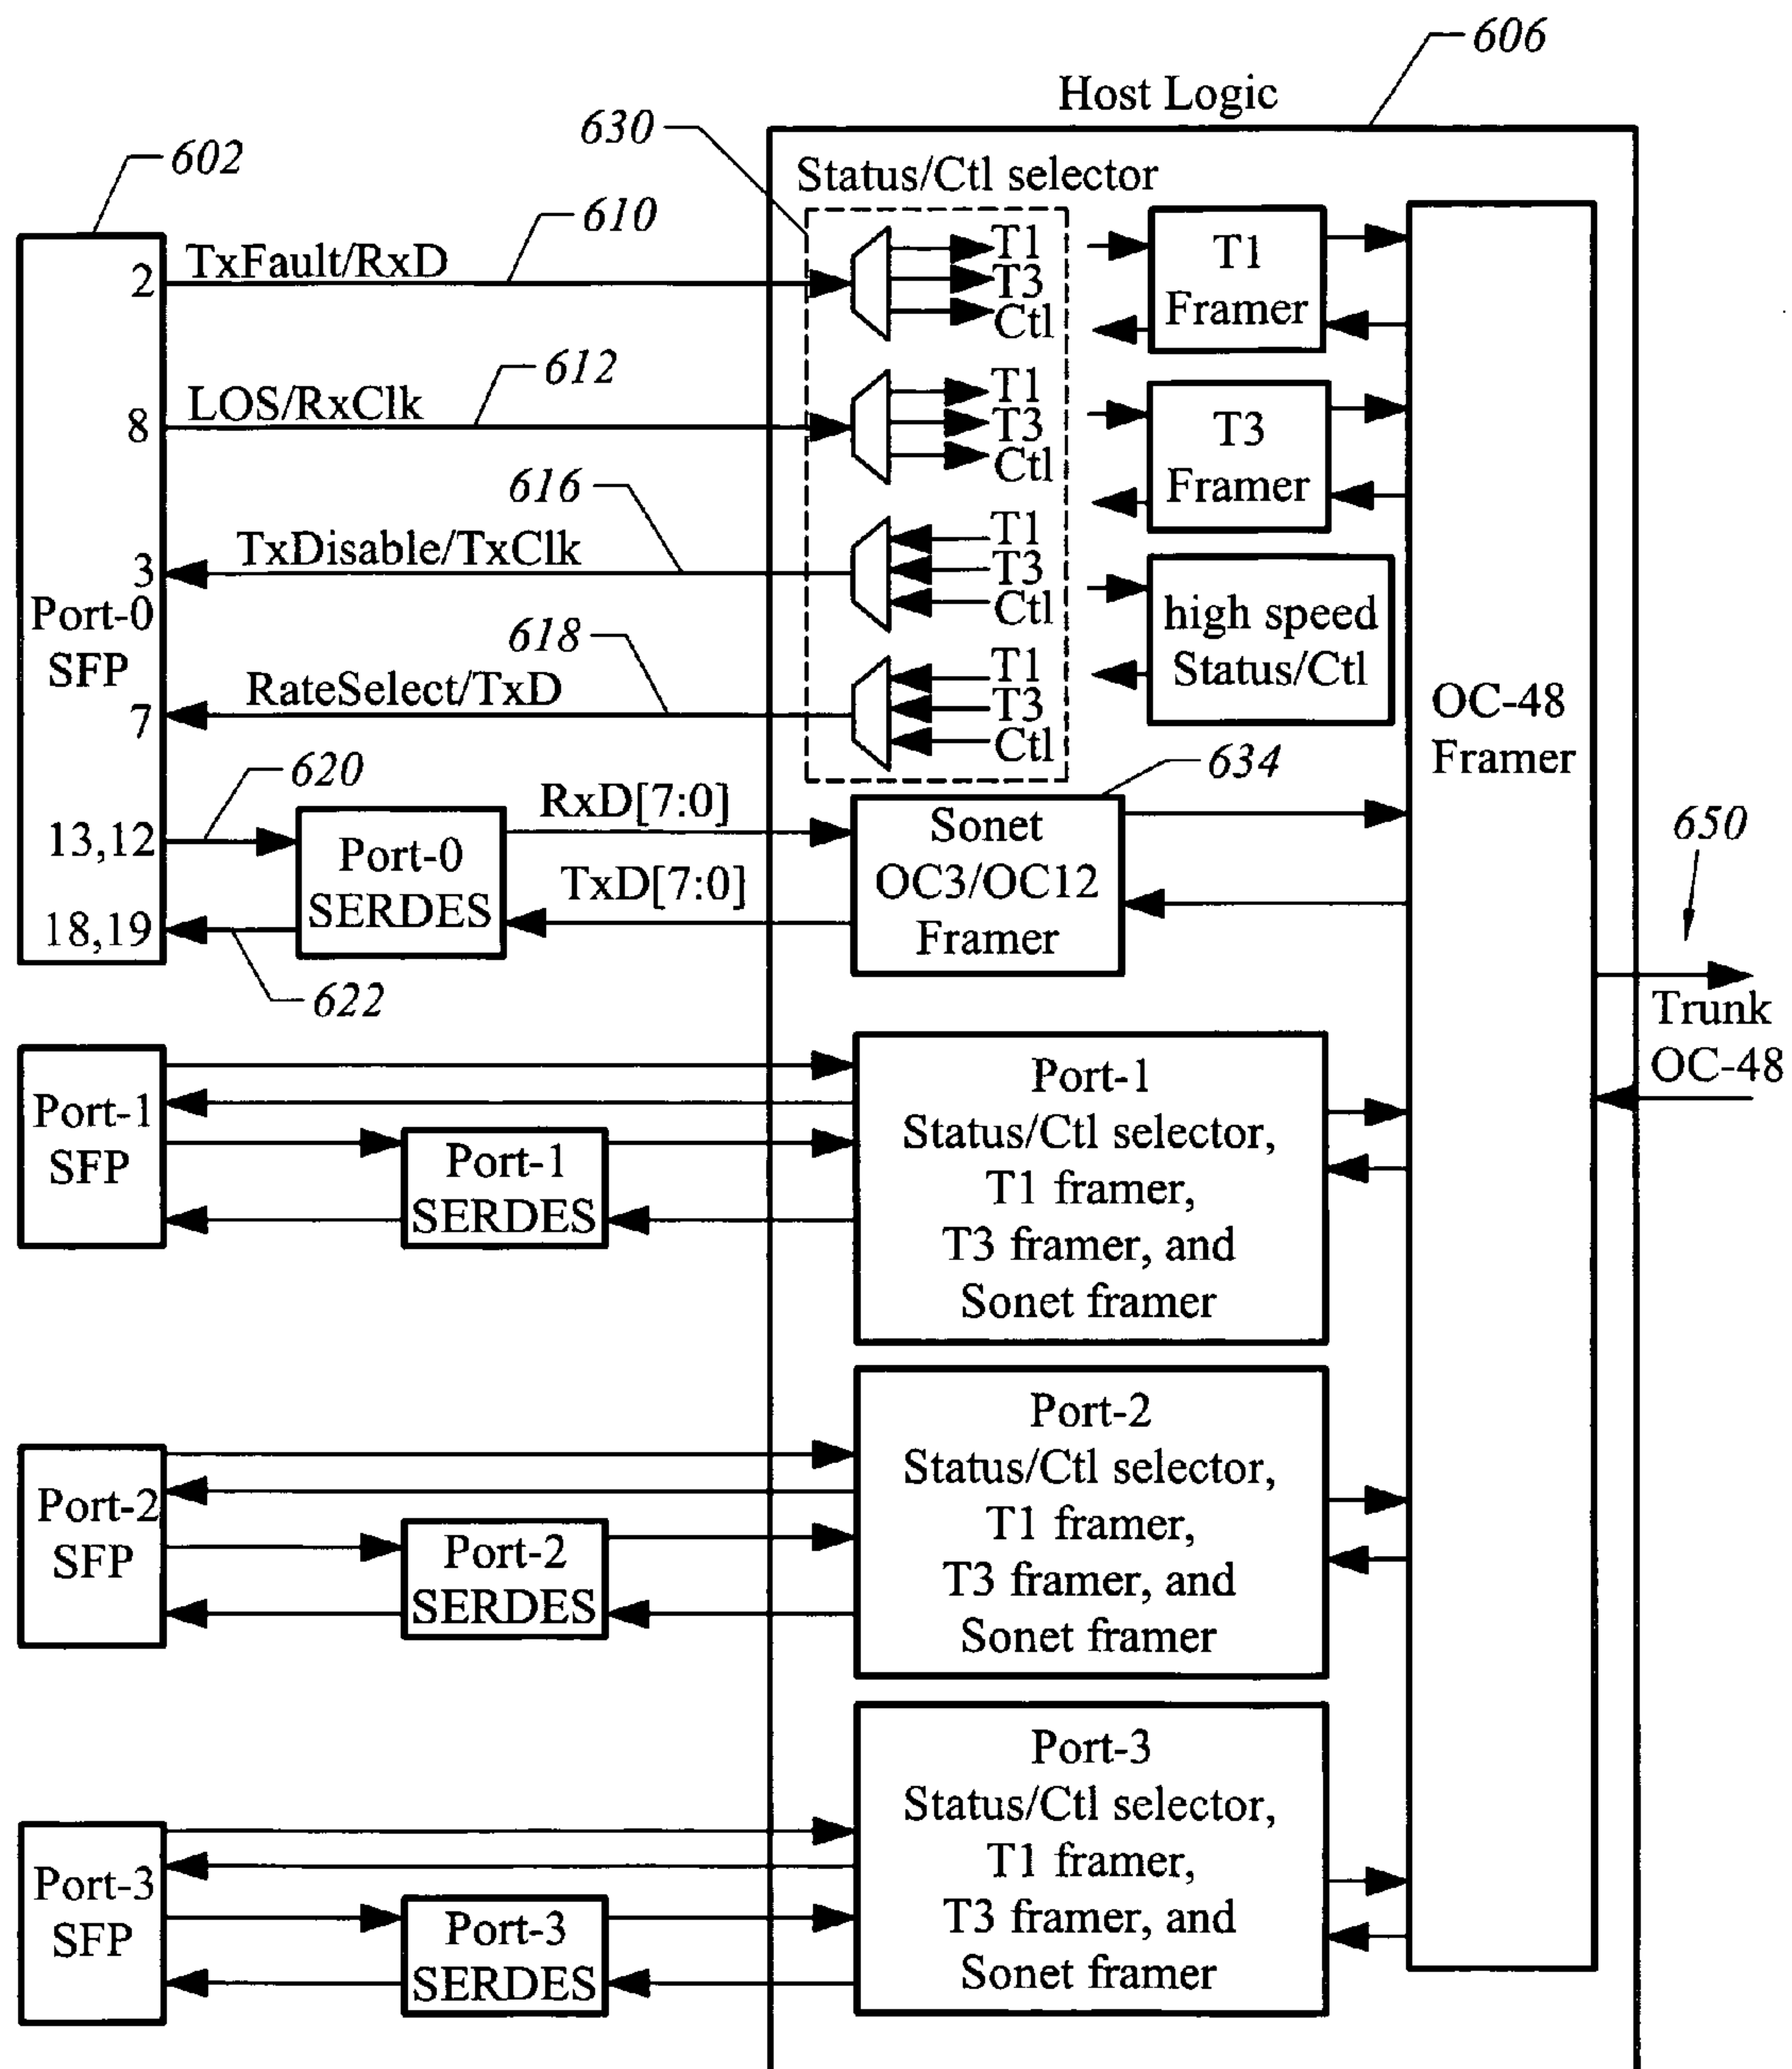 606
Host Logic
630
602
Status/Ctl selector
610
2
TxFault/RxD
T1
T3
Ctl
T1
Framer
612
8
LOS/RxClk
T1
T3
Ctl
T3
Framer
616
3
TxDisable/TxClk
T1
T3
Ctl
Port-0
SFP
high speed
Status/Ctl
618
7
RateSelect/TxD
T1
T3
Ctl
OC-48
Framer
634
620
13,12
Port-0
SERDES
RxD[7:0]
TxD[7:0]
Sonet
OC3/OC12
Framer
18,19
622
650
Trunk
OC-48
Port-1
SFP
Port-1
SERDES
Port-1
Status/Ctl selector,
T1 framer,
T3 framer, and
Sonet framer
Port-2
SFP
Port-2
SERDES
Port-2
Status/Ctl selector,
T1 framer,
T3 framer, and
Sonet framer
Port-3
SFP
Port-3
SERDES
Port-3
Status/Ctl selector,
T1 framer,
T3 framer, and
Sonet framer